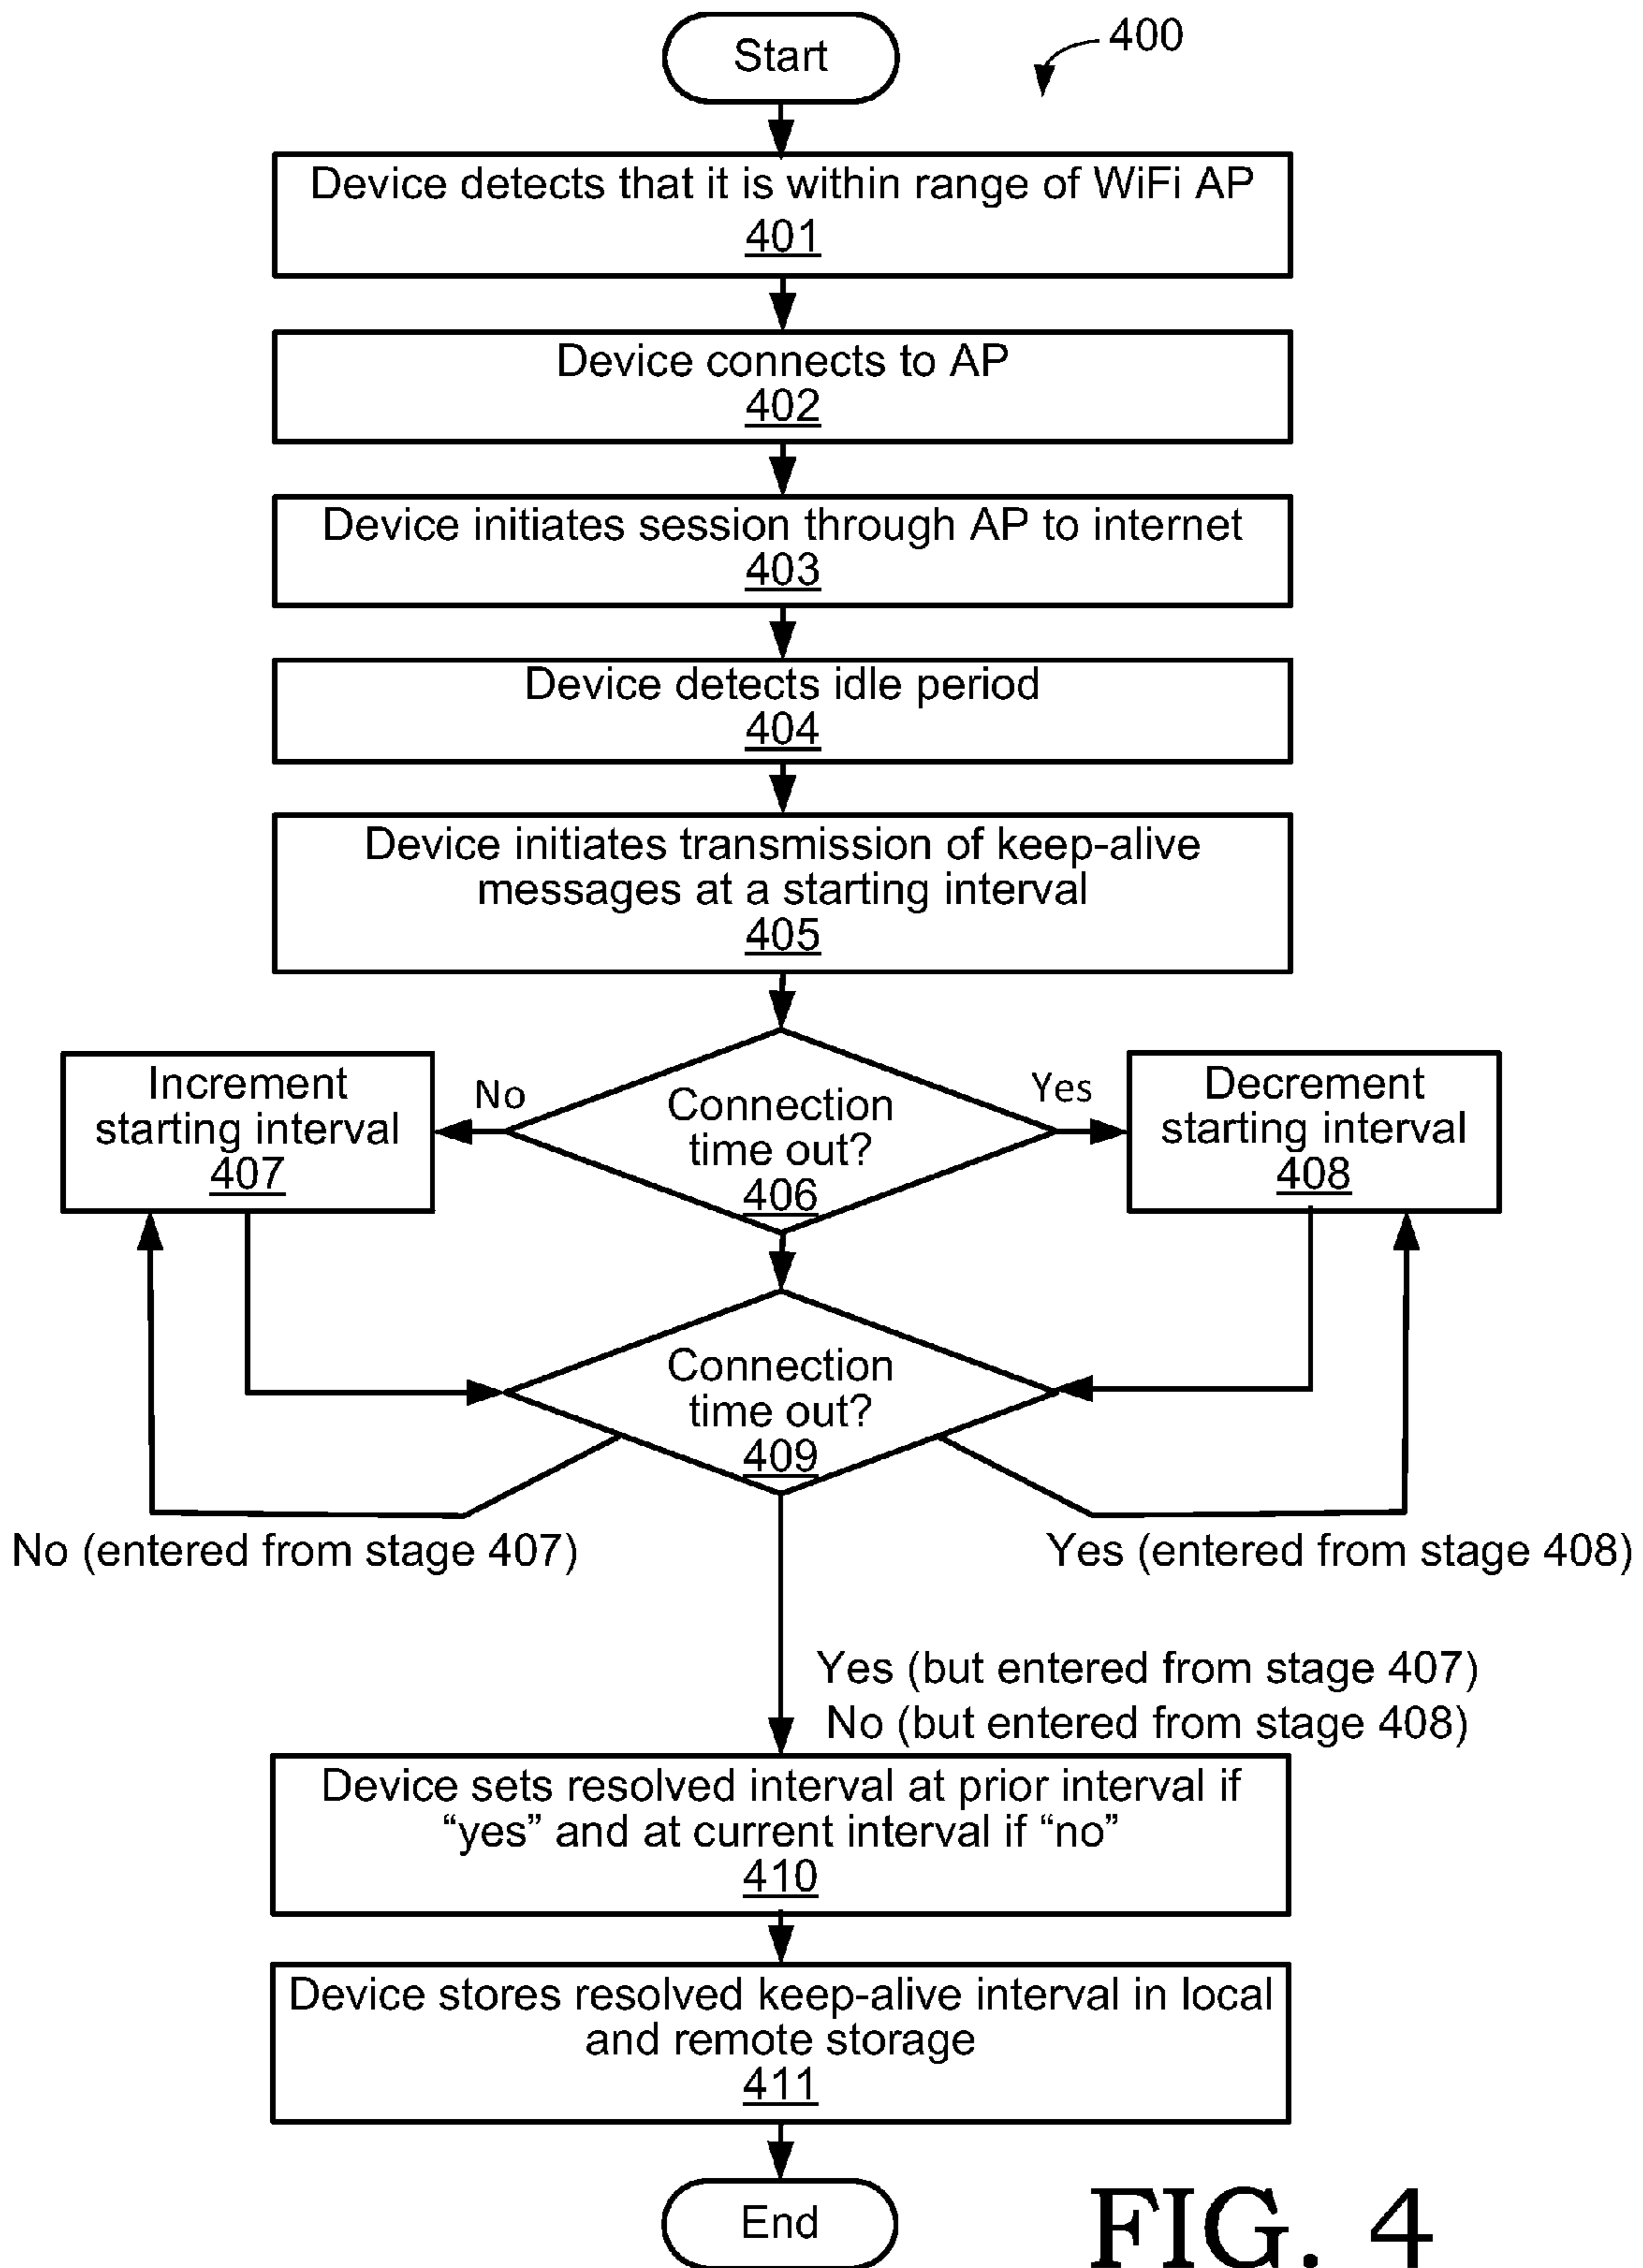 Start
400
Device detects that it is within range of WiFi AP
401
Device connects to AP
402
Device initiates session through AP to internet
403
Device detects idle period
404
Device initiates transmission of keep-alive
messages at a starting interval
405
Increment
starting interval
407
No
Connection
time out?
406
Yes
Decrement
starting interval
408
Connection
time out?
409
No (entered from stage 407)
Yes (entered from stage 408)
Yes (but entered from stage 407)
No (but entered from stage 408)
Device sets resolved interval at prior interval if
“yes” and at current interval if “no”
410
Device stores resolved keep-alive interval in local
and remote storage
411
End
FIG. 4